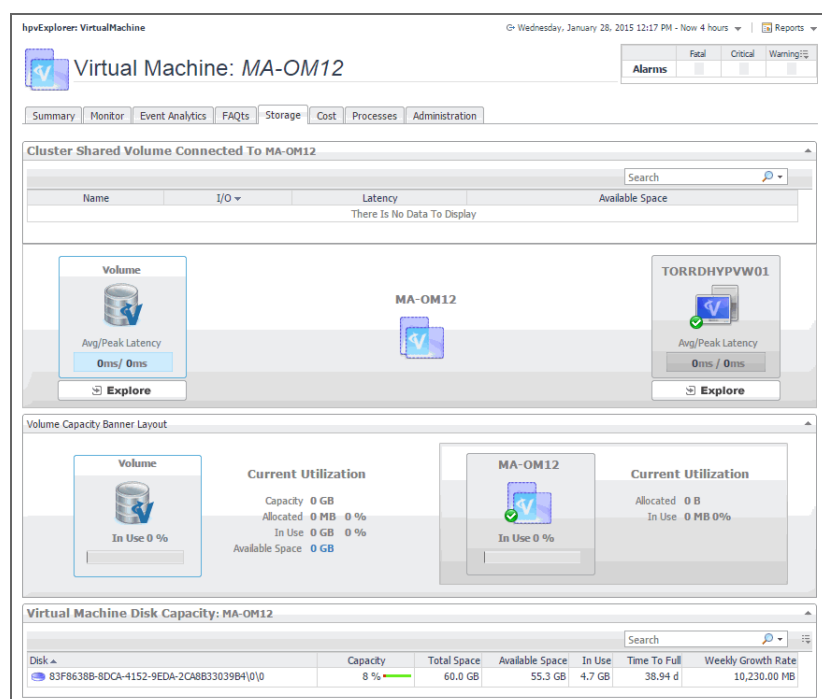 hpvExplorer: VirtualMachine
Wednesday, January 28, 2015 12:17 PM - Now 4 hours | Reports
Virtual Machine: MA-OM12
Fatal Critical Warning
Alarms
Summary Monitor Event Analytics FAQts Storage Cost Processes Administration
Cluster Shared Volume Connected To MA-OM12
Search
Name I/O Latency Available Space
There Is No Data To Display
Volume
Avg/Peak Latency
0ms/ 0ms
Explore
MA-OM12
TORRDHYPVW01
Avg/Peak Latency
0ms / 0ms
Explore
Volume Capacity Banner Layout
Volume
In Use 0 %
Current Utilization
Capacity 0 GB
Allocated 0 MB 0 %
In Use 0 GB 0 %
Available Space 0 GB
MA-OM12
In Use 0 %
Current Utilization
Allocated 0 B
In Use 0 MB 0%
Virtual Machine Disk Capacity: MA-OM12
Search
Disk Capacity Total Space Available Space In Use Time To Full Weekly Growth Rate
83F8638B-8DCA-4152-9EDA-2CA8B33039B4\0\0 8 % 60.0 GB 55.3 GB 4.7 GB 38.94 d 10,230.00 MB